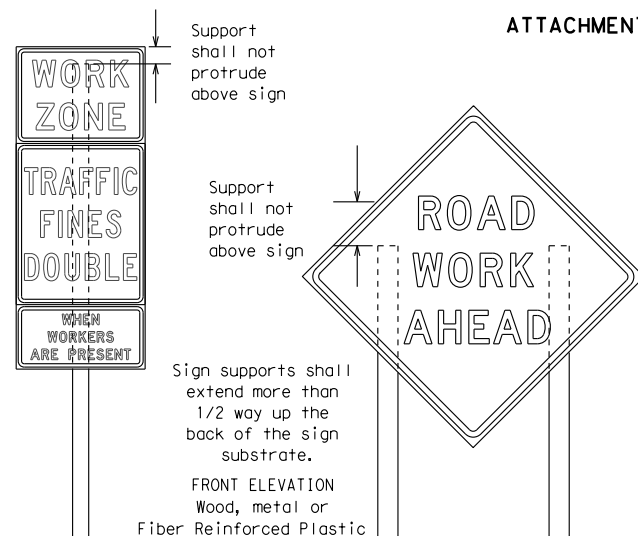 ATTACHMENT
Support
shall not
protrude
above sign
WORK
ZONE
TRAFFIC
FINES
DOUBLE
WHEN
WORKERS
ARE PRESENT
Support
shall not
protrude
above sign
ROAD
WORK
AHEAD
Sign supports shall
extend more than
1/2 way up the
back of the sign
substrate.
FRONT ELEVATION
Wood, metal or
Fiber Reinforced Plastic